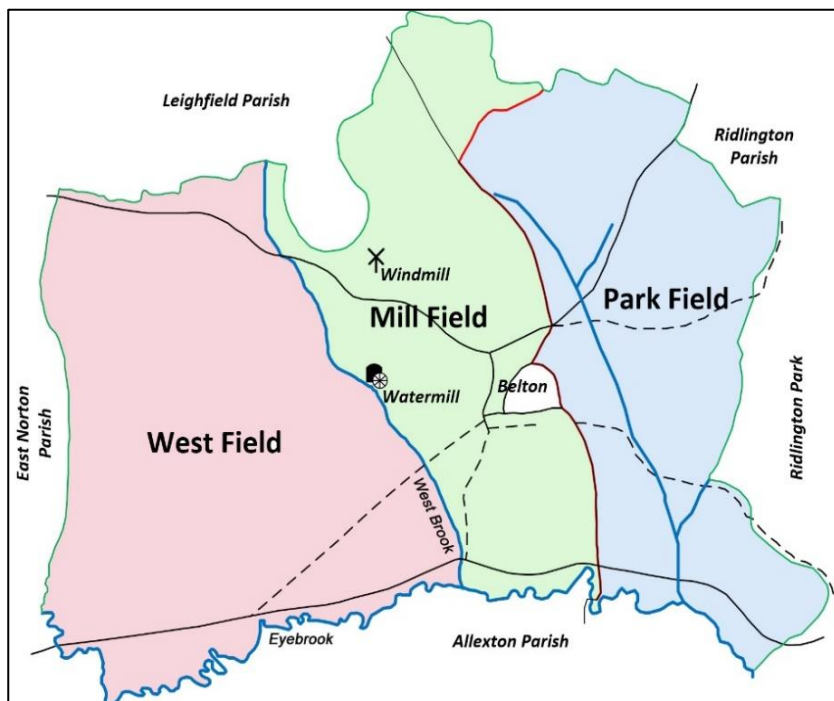 Leighfield Parish
Ridlington
Parish
Windmill
Mill Field
Park Field
Belton
Watermill
West Field
East Norton
Parish
Ridlington Park
West Brook
Eyebrook
Allexton Parish